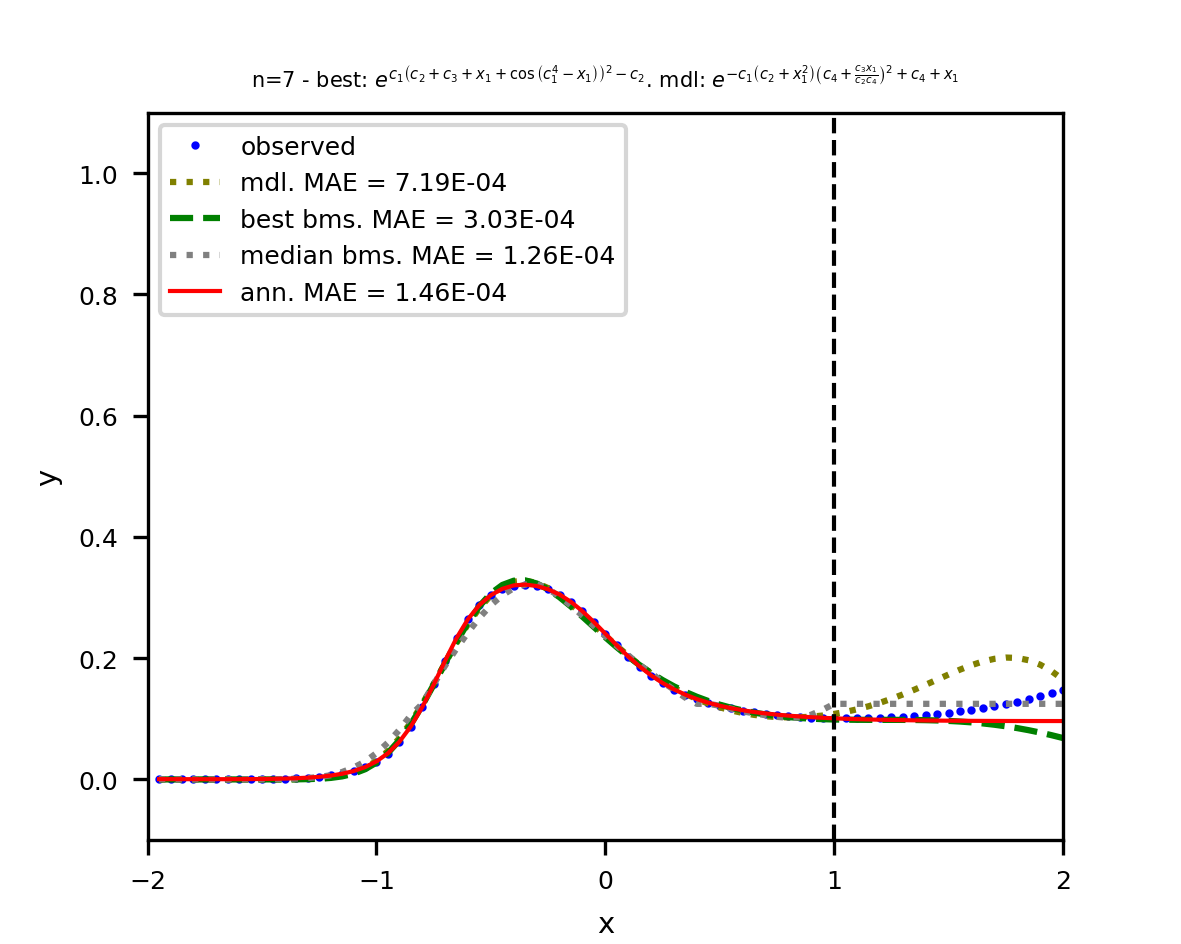 n=7 - best: $e^{c_1(c_2+c_3+x_1+\cos(c_1^4-x_1))^2-c_2}$. mdl: $e^{-c_1(c_2+x_1^2)\left(c_4+\frac{c_3x_1}{c_2c_4}\right)^2+c_4+x_1}$
observed
mdl. MAE = 7.19E-04
best bms. MAE = 3.03E-04
median bms. MAE = 1.26E-04
ann. MAE = 1.46E-04
1.0
0.8
0.6
0.4
0.2
0.0
y
−2
−1
0
1
2
x